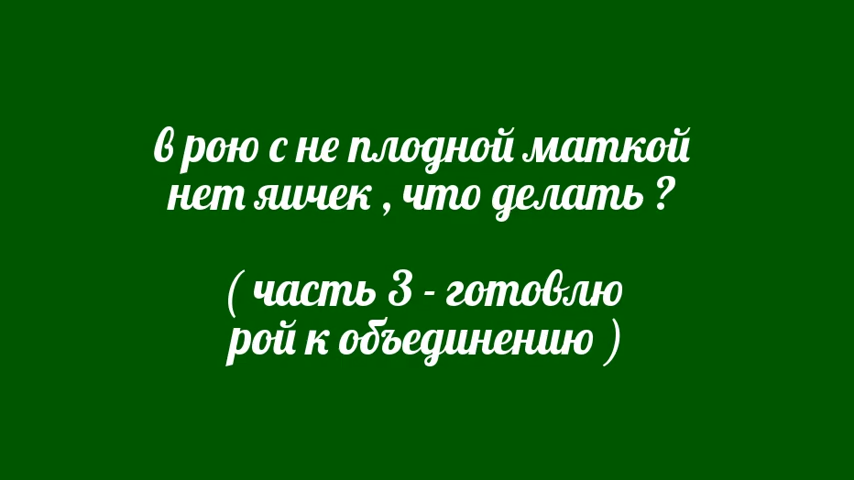 в рою с не плодной маткой
нет яичек , что делать ?
( часть 3 - готовлю
рой к объединению )